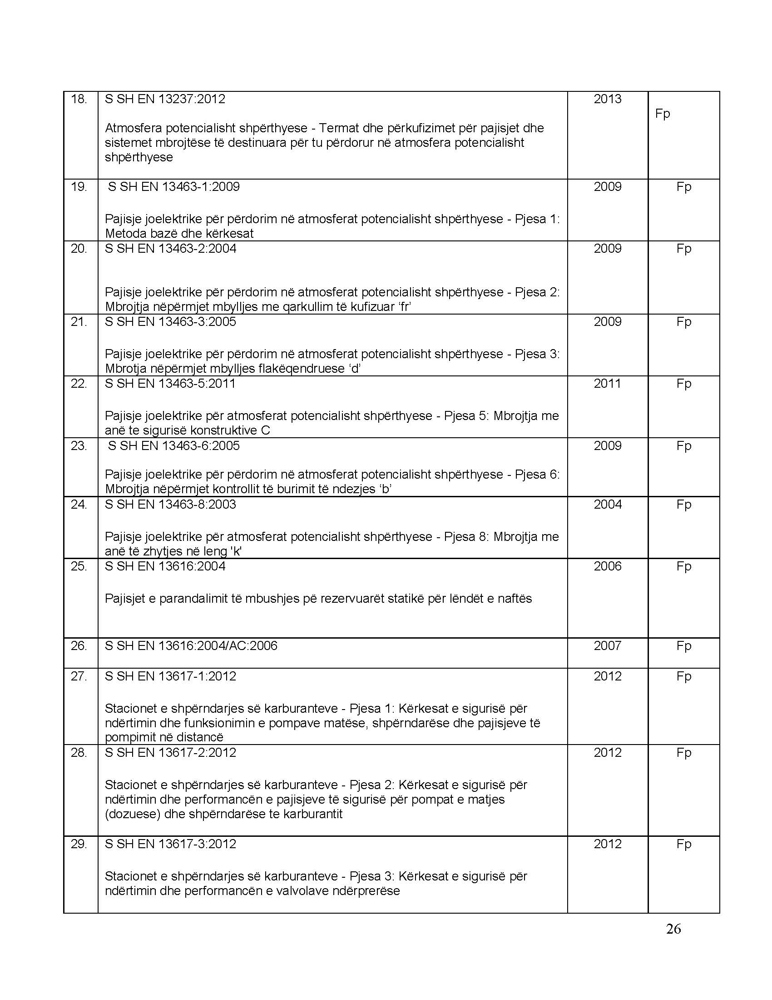 18. S SH EN 13237:2012 2013
Fp
Atmosfera potencialisht shpërthyese - Termat dhe përkufizimet për pajisjet dhe
sistemet mbrojtëse të destinuara për tu përdorur në atmosfera potencialisht
shpërthyese
19. S SH EN 13463-1:2009 2009 Fp
Pajisje joelektrike për përdorim në atmosferat potencialisht shpërthyese - Pjesa 1:
Metoda bazë dhe kërkesat
20. S SH EN 13463-2:2004 2009 Fp
Pajisje joelektrike për përdorim në atmosferat potencialisht shpërthyese - Pjesa 2:
Mbrojtja nëpërmjet mbylljes me qarkullim të kufizuar ‘fr’
21. S SH EN 13463-3:2005 2009 Fp
Pajisje joelektrike për përdorim në atmosferat potencialisht shpërthyese - Pjesa 3:
Mbrotja nëpërmjet mbylljes flakëqendruese ‘d’
22. S SH EN 13463-5:2011 2011 Fp
Pajisje joelektrike për atmosferat potencialisht shpërthyese - Pjesa 5: Mbrojtja me
anë te sigurisë konstruktive C
23. S SH EN 13463-6:2005 2009 Fp
Pajisje joelektrike për përdorim në atmosferat potencialisht shpërthyese - Pjesa 6:
Mbrojtja nëpërmjet kontrollit të burimit të ndezjes ‘b’
24. S SH EN 13463-8:2003 2004 Fp
Pajisje joelektrike për atmosferat potencialisht shpërthyese - Pjesa 8: Mbrojtja me
anë të zhytjes në leng 'k'
25. S SH EN 13616:2004 2006 Fp
Pajisjet e parandalimit të mbushjes pë rezervuarët statikë për lëndët e naftës
26. S SH EN 13616:2004/AC:2006 2007 Fp
27. S SH EN 13617-1:2012 2012 Fp
Stacionet e shpërndarjes së karburanteve - Pjesa 1: Kërkesat e sigurisë për
ndërtimin dhe funksionimin e pompave matëse, shpërndarëse dhe pajisjeve të
pompimit në distancë
28. S SH EN 13617-2:2012 2012 Fp
Stacionet e shpërndarjes së karburanteve - Pjesa 2: Kërkesat e sigurisë për
ndërtimin dhe performancën e pajisjeve të sigurisë për pompat e matjes
(dozuese) dhe shpërndarëse te karburantit
29. S SH EN 13617-3:2012 2012 Fp
Stacionet e shpërndarjes së karburanteve - Pjesa 3: Kërkesat e sigurisë për
ndërtimin dhe performancën e valvolave ndërprerëse
26